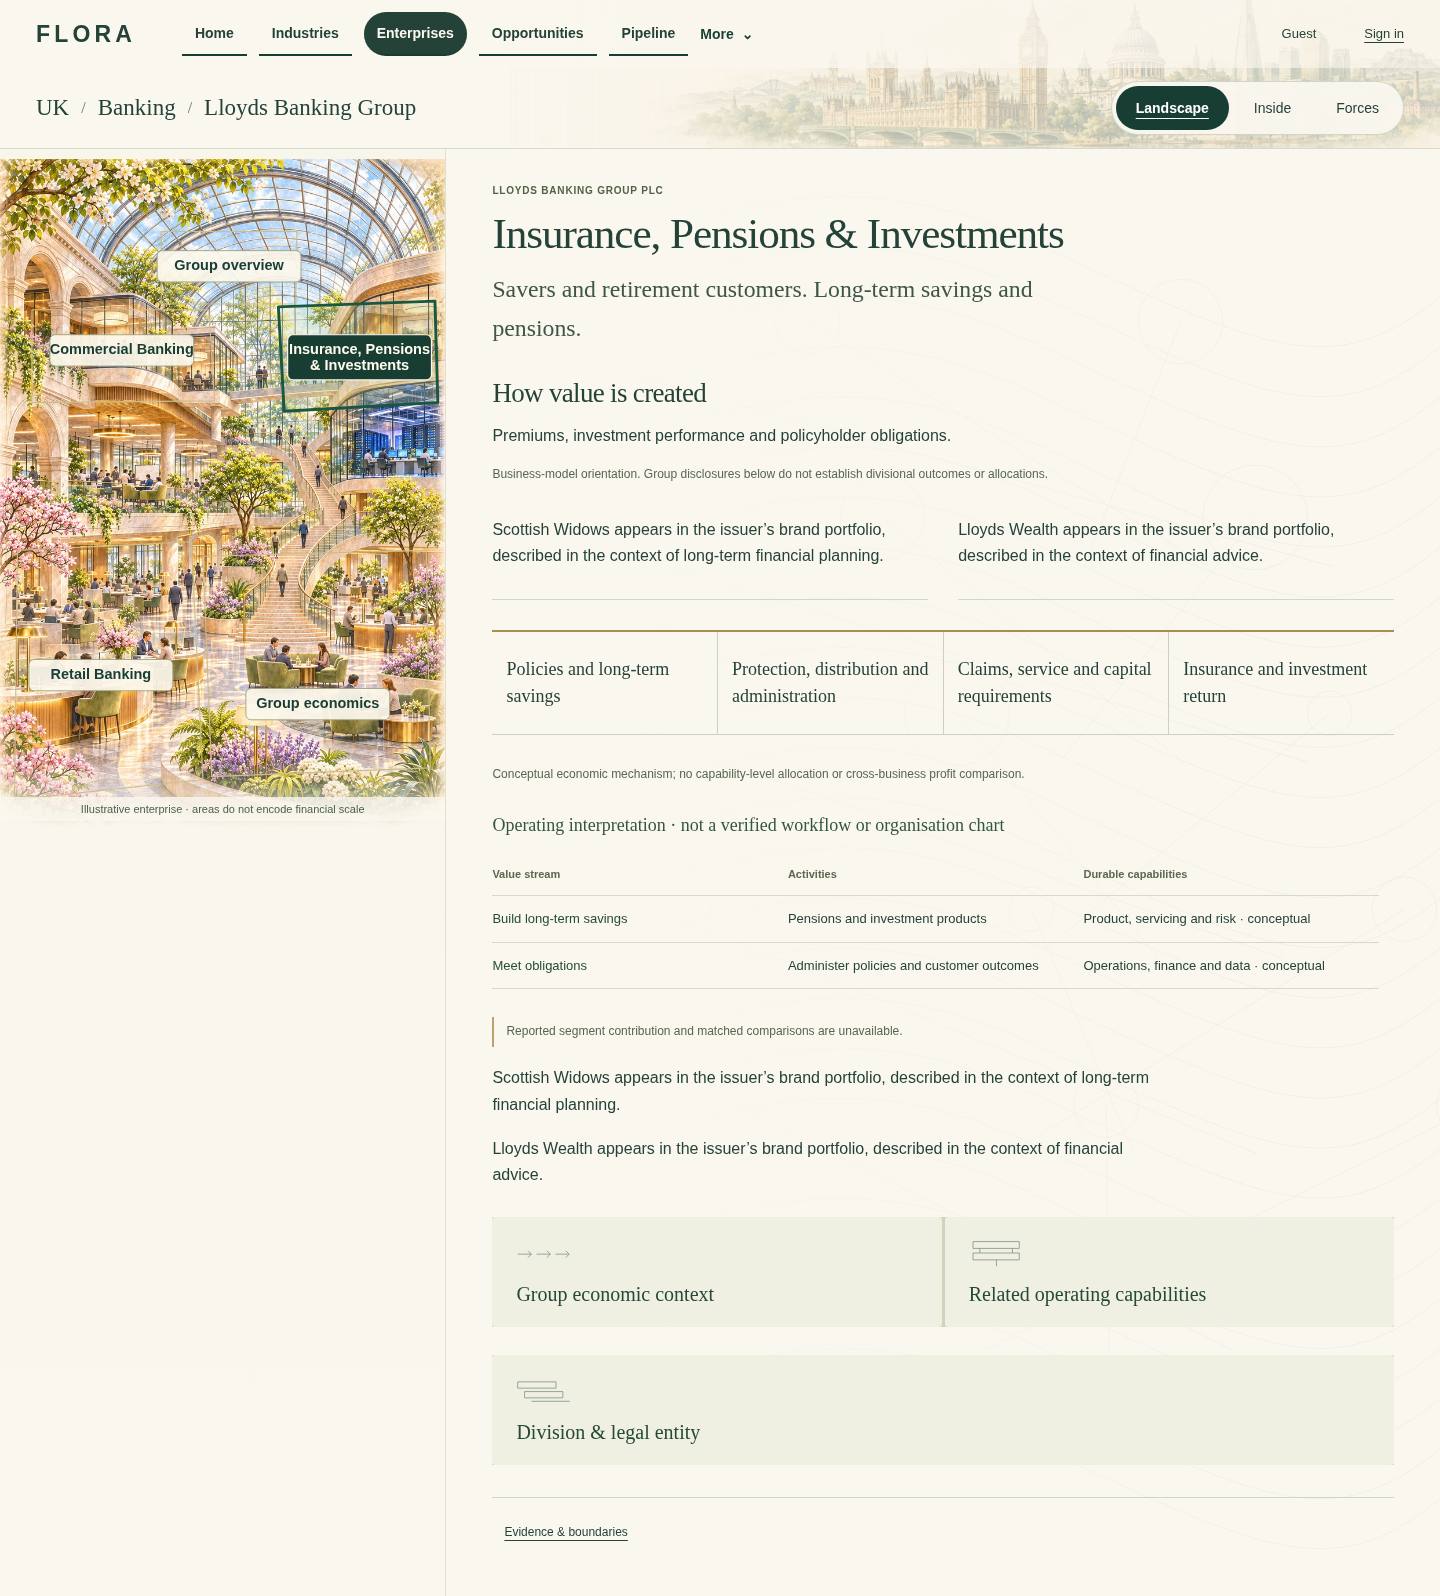 FLORA
Home
Industries
Enterprises
Opportunities
Pipeline
More
Guest
Sign in
UK / Banking / Lloyds Banking Group
Landscape
Inside
Forces
Group overview
Commercial Banking
Insurance, Pensions
& Investments
Retail Banking
Group economics
Illustrative enterprise · areas do not encode financial scale
LLOYDS BANKING GROUP PLC
Insurance, Pensions & Investments
Savers and retirement customers. Long-term savings and
pensions.
How value is created
Premiums, investment performance and policyholder obligations.
Business-model orientation. Group disclosures below do not establish divisional outcomes or allocations.
Scottish Widows appears in the issuer’s brand portfolio,
described in the context of long-term financial planning.
Lloyds Wealth appears in the issuer’s brand portfolio,
described in the context of financial advice.
Policies and long-term
savings
Protection, distribution and
administration
Claims, service and capital
requirements
Insurance and investment
return
Conceptual economic mechanism; no capability-level allocation or cross-business profit comparison.
Operating interpretation · not a verified workflow or organisation chart
Value stream
Activities
Durable capabilities
Build long-term savings
Pensions and investment products
Product, servicing and risk · conceptual
Meet obligations
Administer policies and customer outcomes
Operations, finance and data · conceptual
Reported segment contribution and matched comparisons are unavailable.
Scottish Widows appears in the issuer’s brand portfolio, described in the context of long-term
financial planning.
Lloyds Wealth appears in the issuer’s brand portfolio, described in the context of financial
advice.
Group economic context
Related operating capabilities
Division & legal entity
Evidence & boundaries